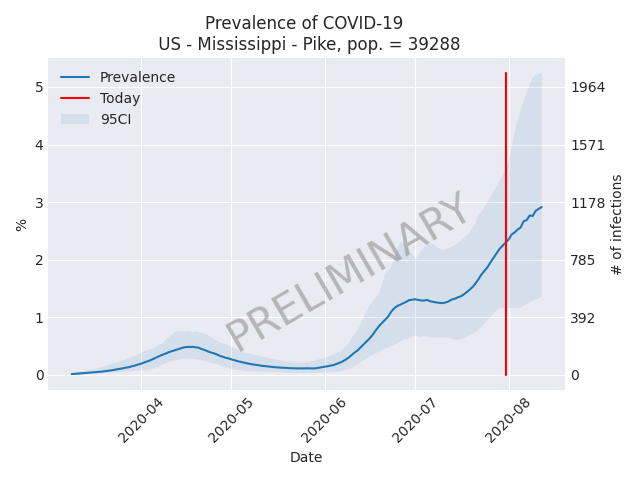 Prevalence of COVID-19
US - Mississippi - Pike, pop. = 39288
Prevalence
Today
95CI
%
5
4
3
2
1
0
# of infections
1964
1571
1178
785
392
0
PRELIMINARY
2020-04
2020-05
2020-06
2020-07
2020-08
Date